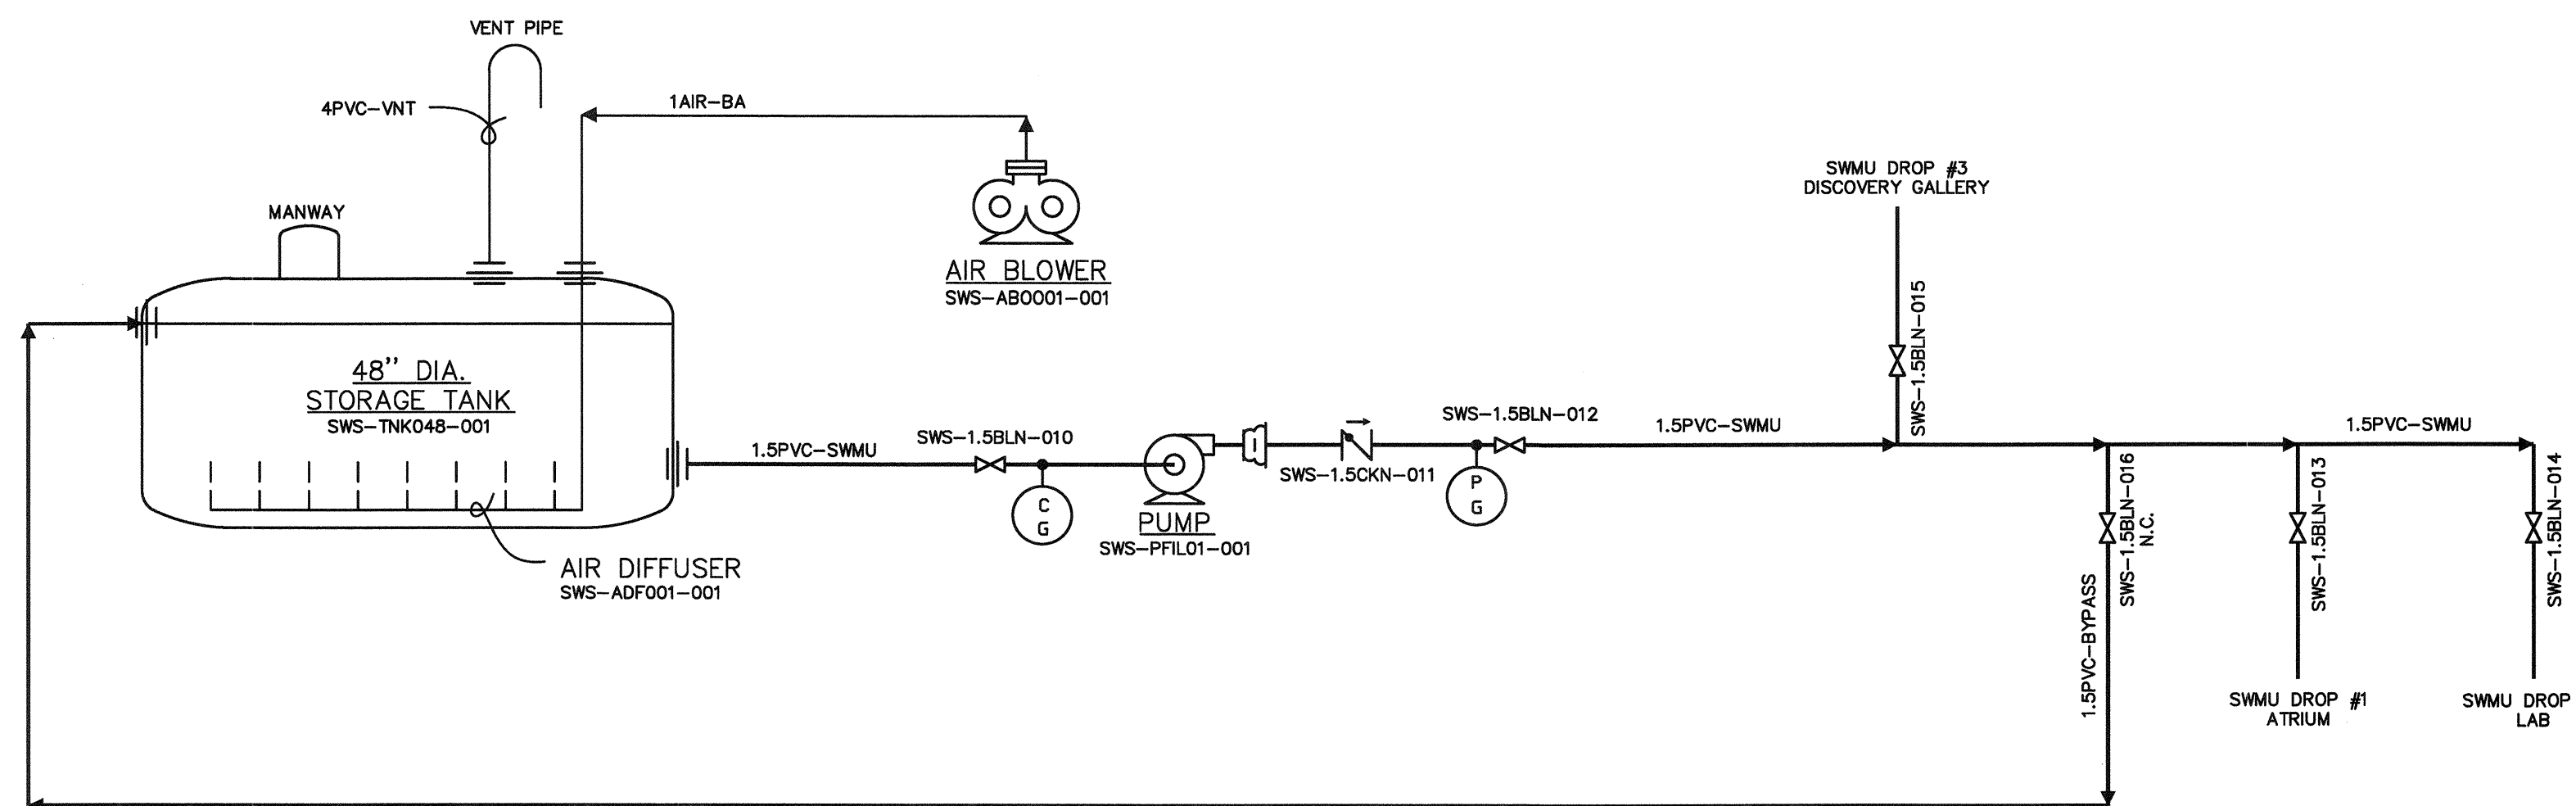 VENT PIPE
4PVC-VNT
1AIR-BA
MANWAY
AIR BLOWER
SWS-AB0001-001
SWMU DROP #3
DISCOVERY GALLERY
SWS-1.5BLN-015
48" DIA.
STORAGE TANK
SWS-TNK048-001
1.5PVC-SWMU
SWS-1.5BLN-010
C
G
PUMP
SWS-PFIL01-001
SWS-1.5CKN-011
P
G
SWS-1.5BLN-012
1.5PVC-SWMU
1.5PVC-SWMU
AIR DIFFUSER
SWS-ADF001-001
SWS-1.5BLN-016
N.C.
1.5PVC-BYPASS
SWS-1.5BLN-013
SWS-1.5BLN-014
SWMU DROP #1
ATRIUM
SWMU DROP
LAB